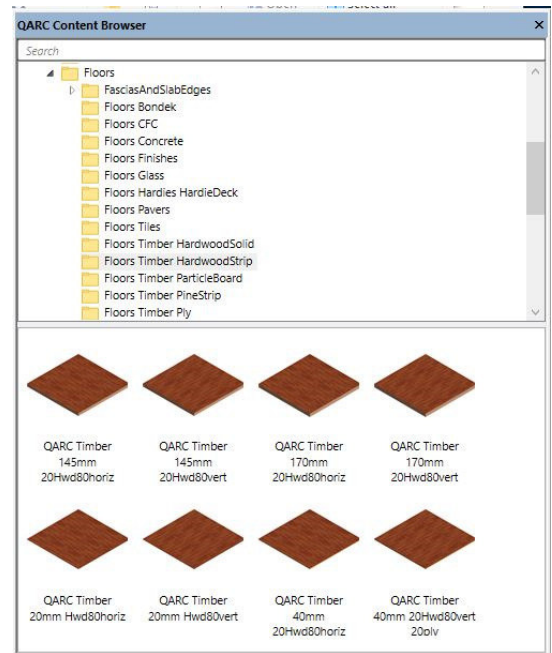 QARC Content Browser
Search
Floors
FasciasAndSlabEdges
Floors Bondek
Floors CFC
Floors Concrete
Floors Finishes
Floors Glass
Floors Hardies HardieDeck
Floors Pavers
Floors Tiles
Floors Timber HardwoodSolid
Floors Timber HardwoodStrip
Floors Timber ParticleBoard
Floors Timber PineStrip
Floors Timber Ply
QARC Timber
145mm
20Hwd80horiz
QARC Timber
145mm
20Hwd80vert
QARC Timber
170mm
20Hwd80horiz
QARC Timber
170mm
20Hwd80vert
QARC Timber
20mm Hwd80horiz
QARC Timber
20mm Hwd80vert
QARC Timber
40mm
20Hwd80horiz
QARC Timber
40mm 20Hwd80vert
20ply